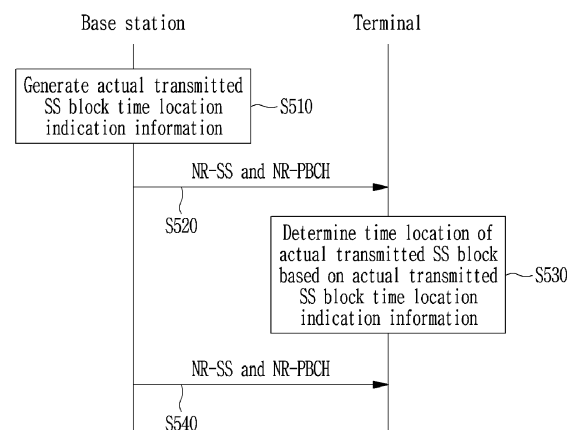 Base station
Terminal
Generate actual transmitted
SS block time location
indication information
S510
NR-SS and NR-PBCH
S520
Determine time location of
actual transmitted SS block
based on actual transmitted
SS block time location
indication information
S530
NR-SS and NR-PBCH
S540